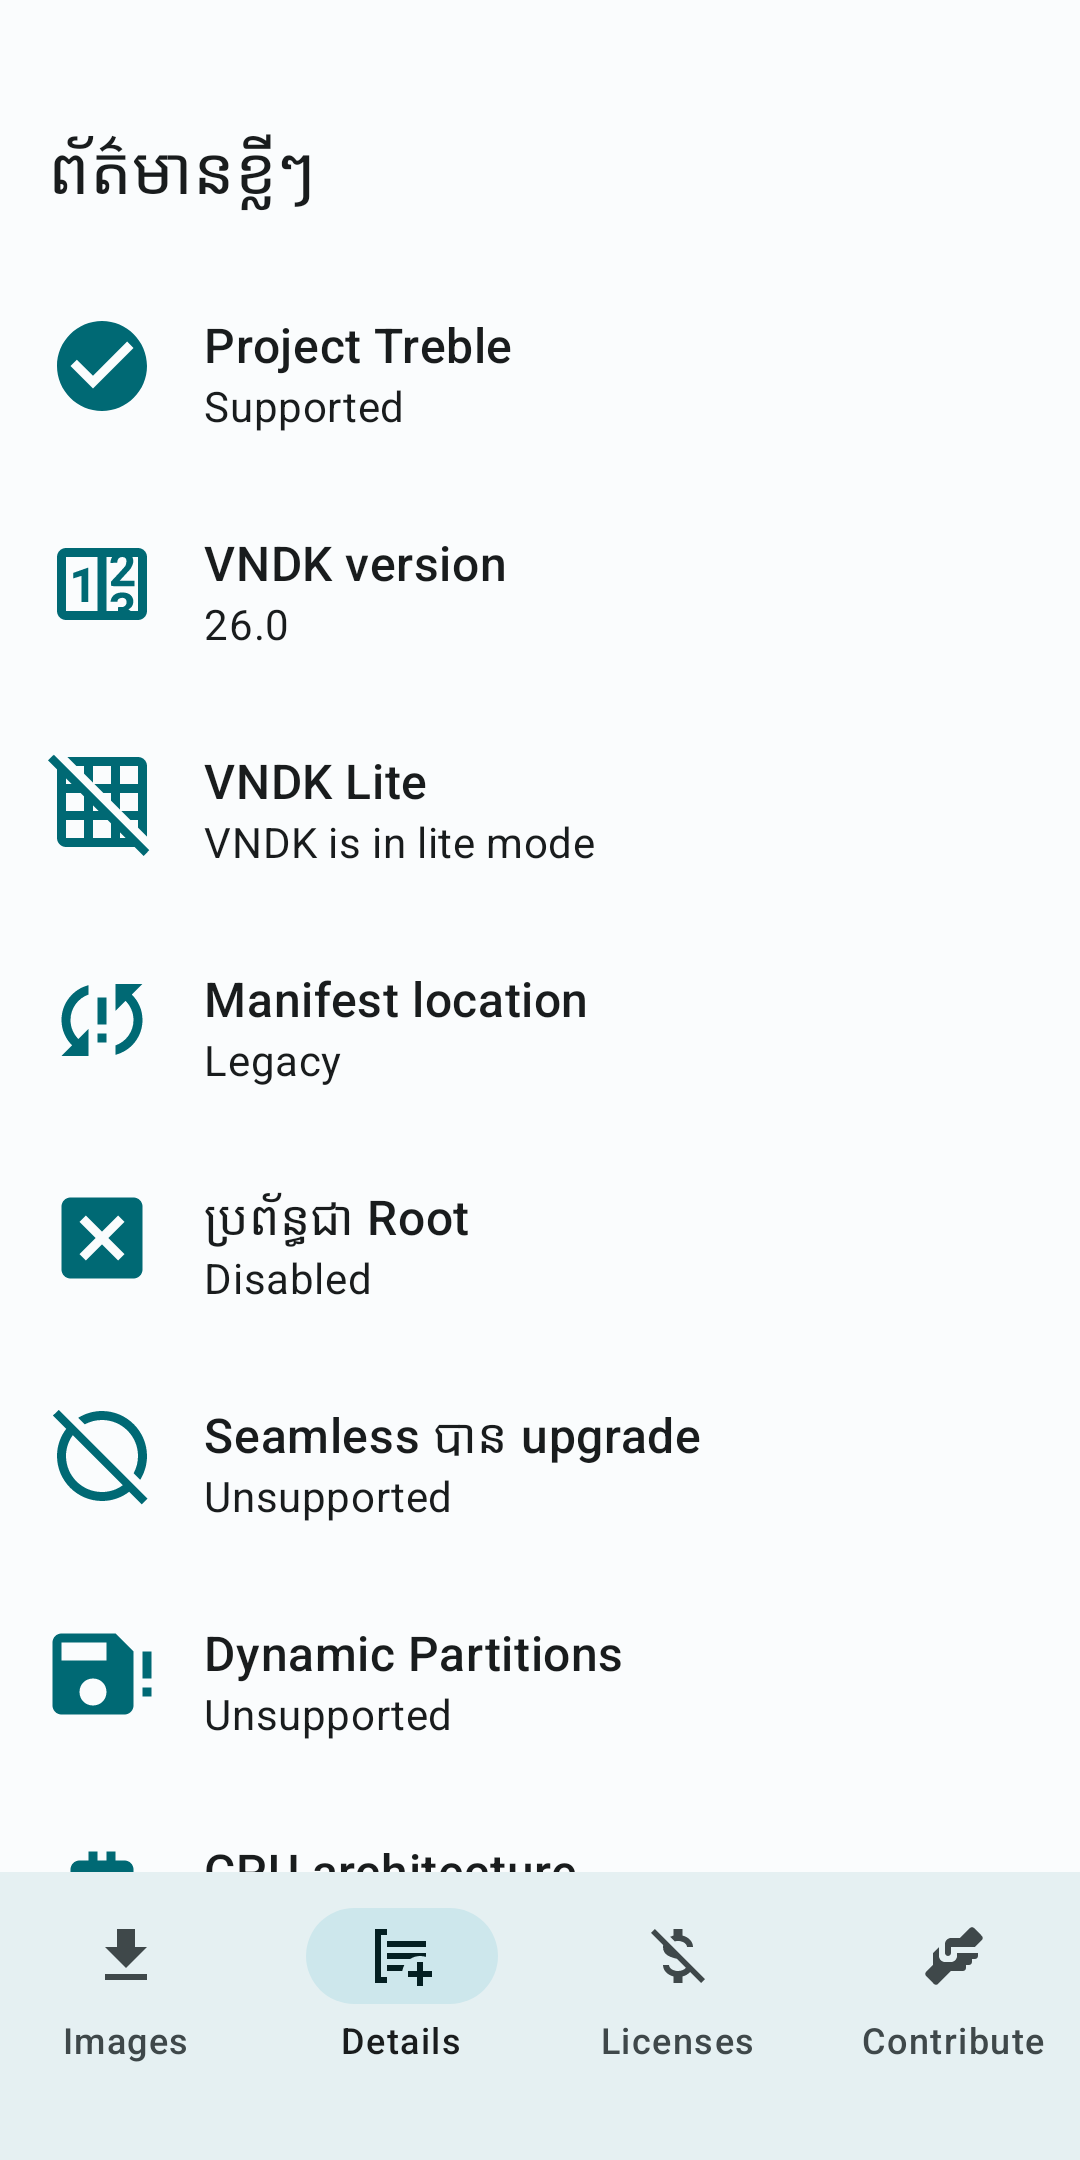 ព័ត៌មានខ្លីៗ
Project Treble
Supported
VNDK version
26.0
VNDK Lite
VNDK is in lite mode
Manifest location
Legacy
ប្រព័ន្ធជា Root
Disabled
Seamless បាន upgrade
Unsupported
Dynamic Partitions
Unsupported
CPU architecture
Images
Details
Licenses
Contribute